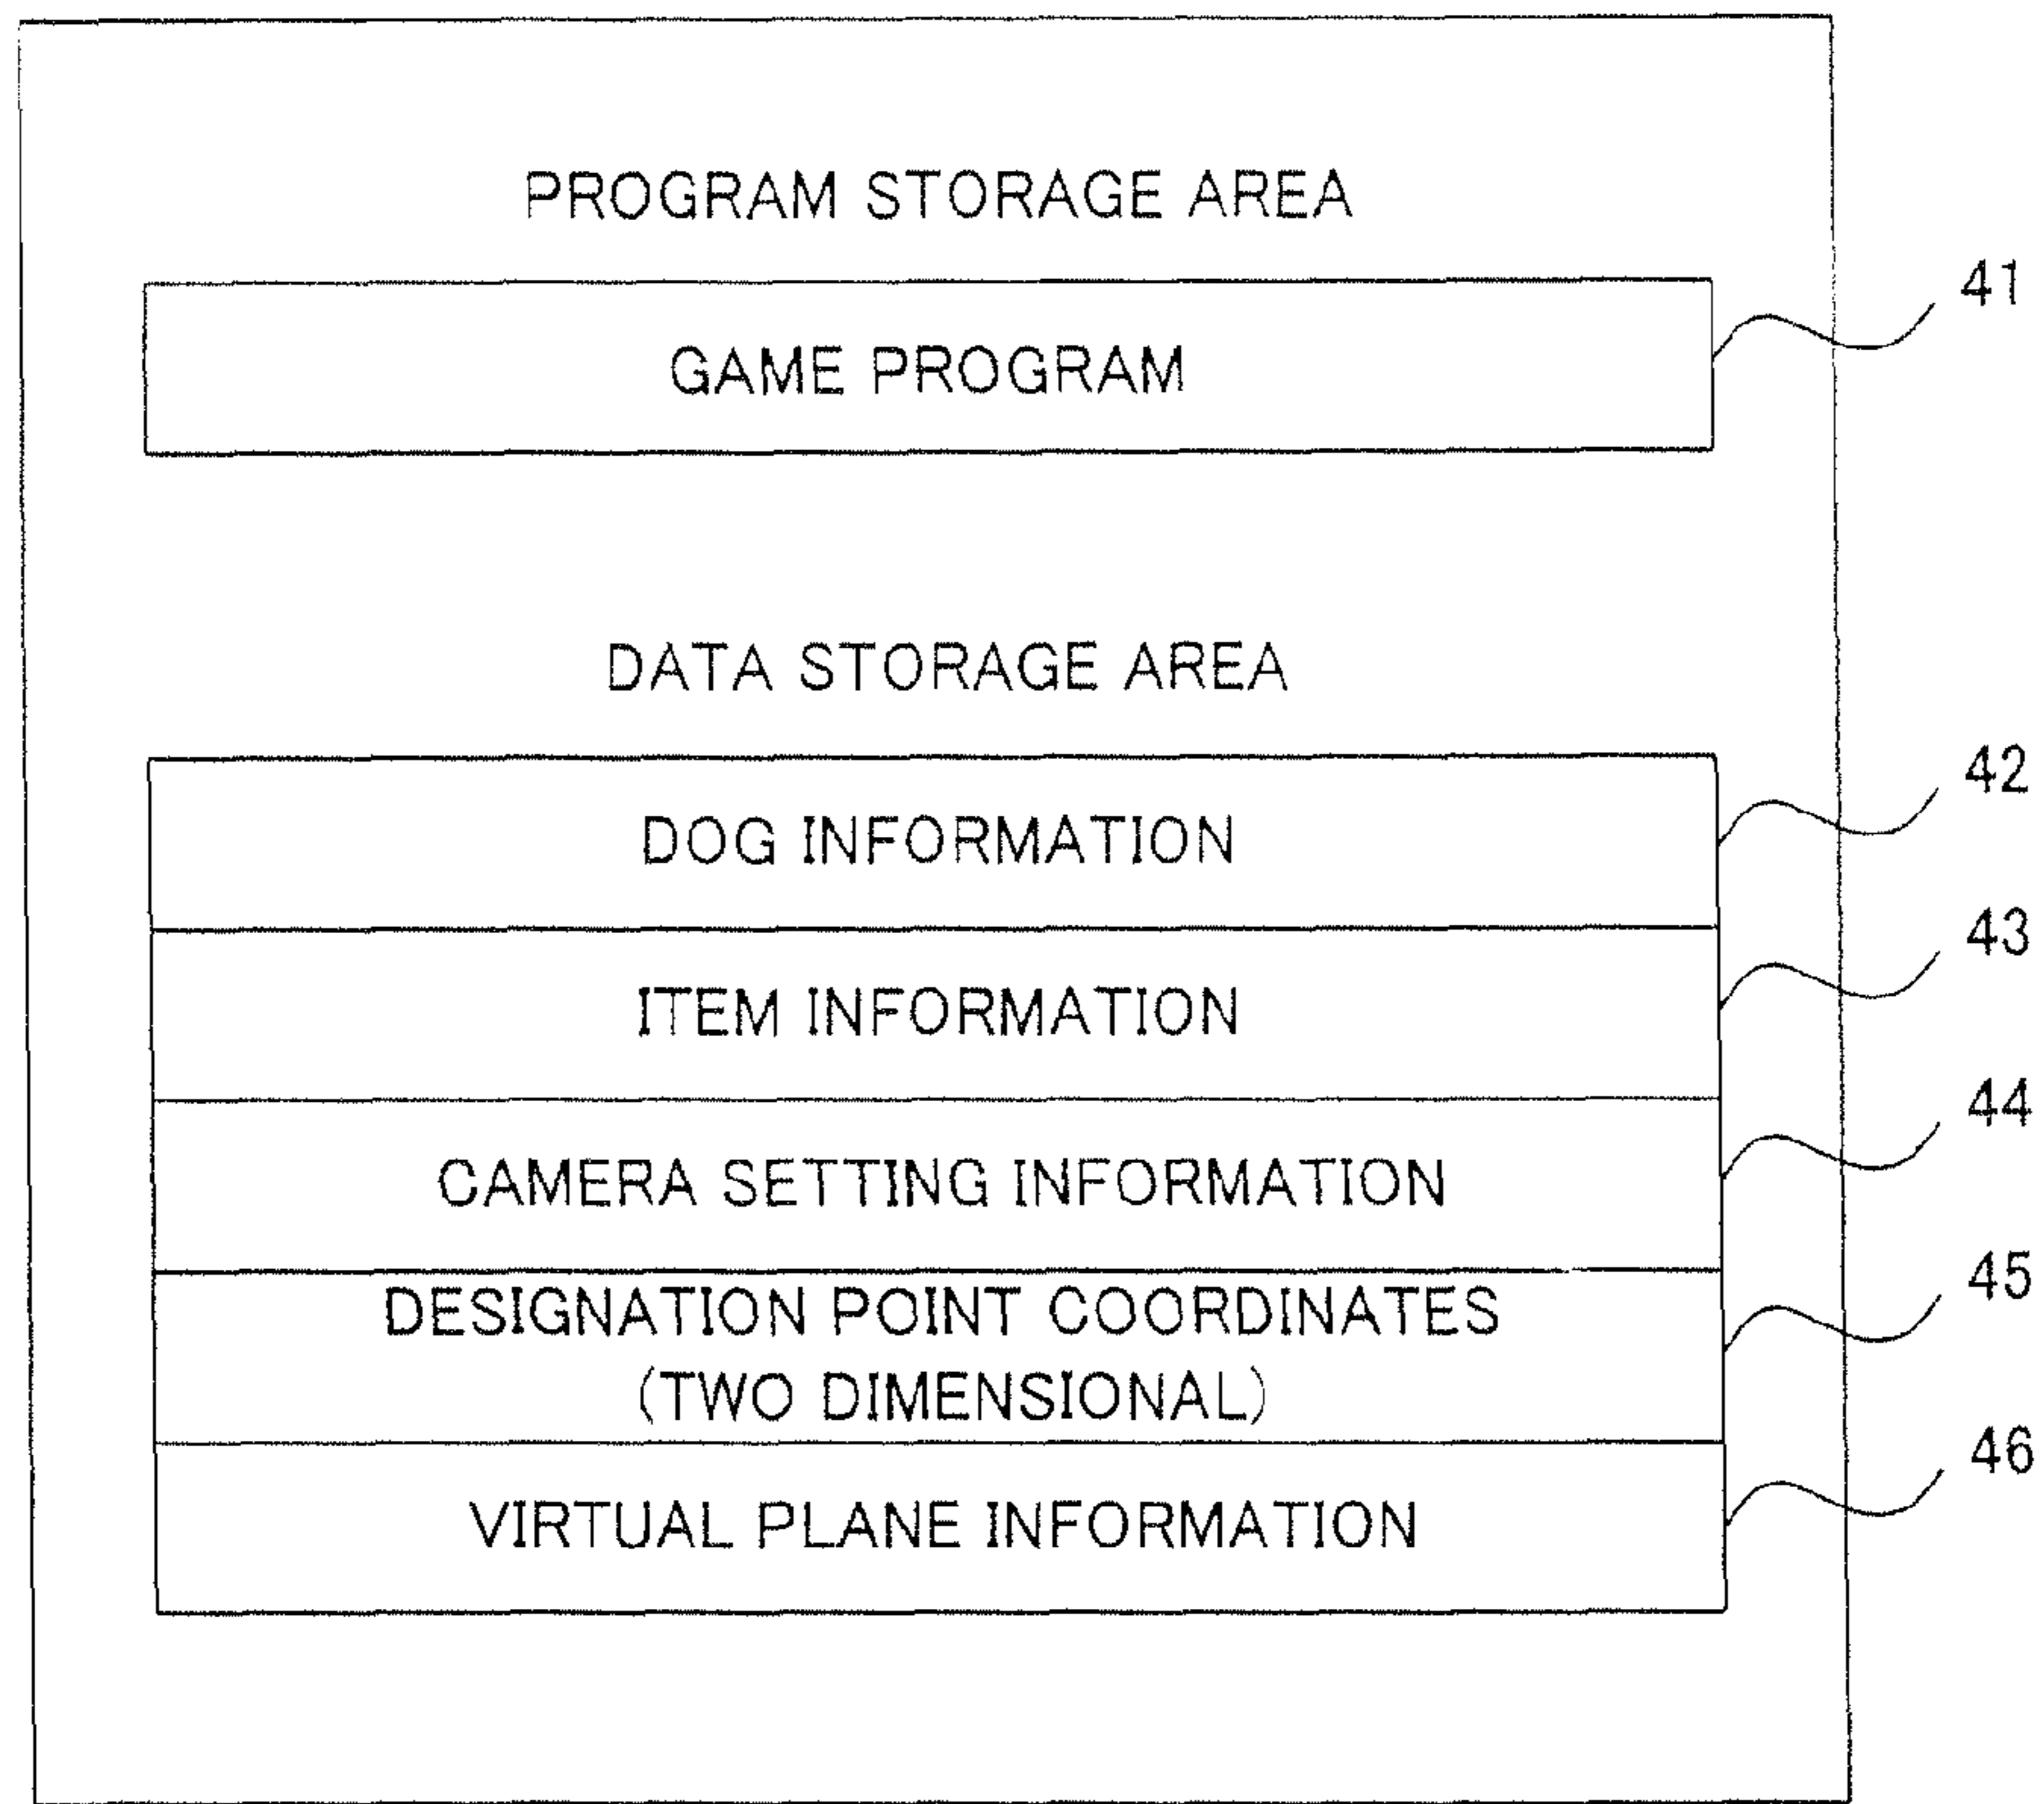 PROGRAM STORAGE AREA
GAME PROGRAM
41
DATA STORAGE AREA
DOG INFORMATION
42
ITEM INFORMATION
43
CAMERA SETTING INFORMATION
44
DESIGNATION POINT COORDINATES
(TWO DIMENSIONAL)
45
VIRTUAL PLANE INFORMATION
46